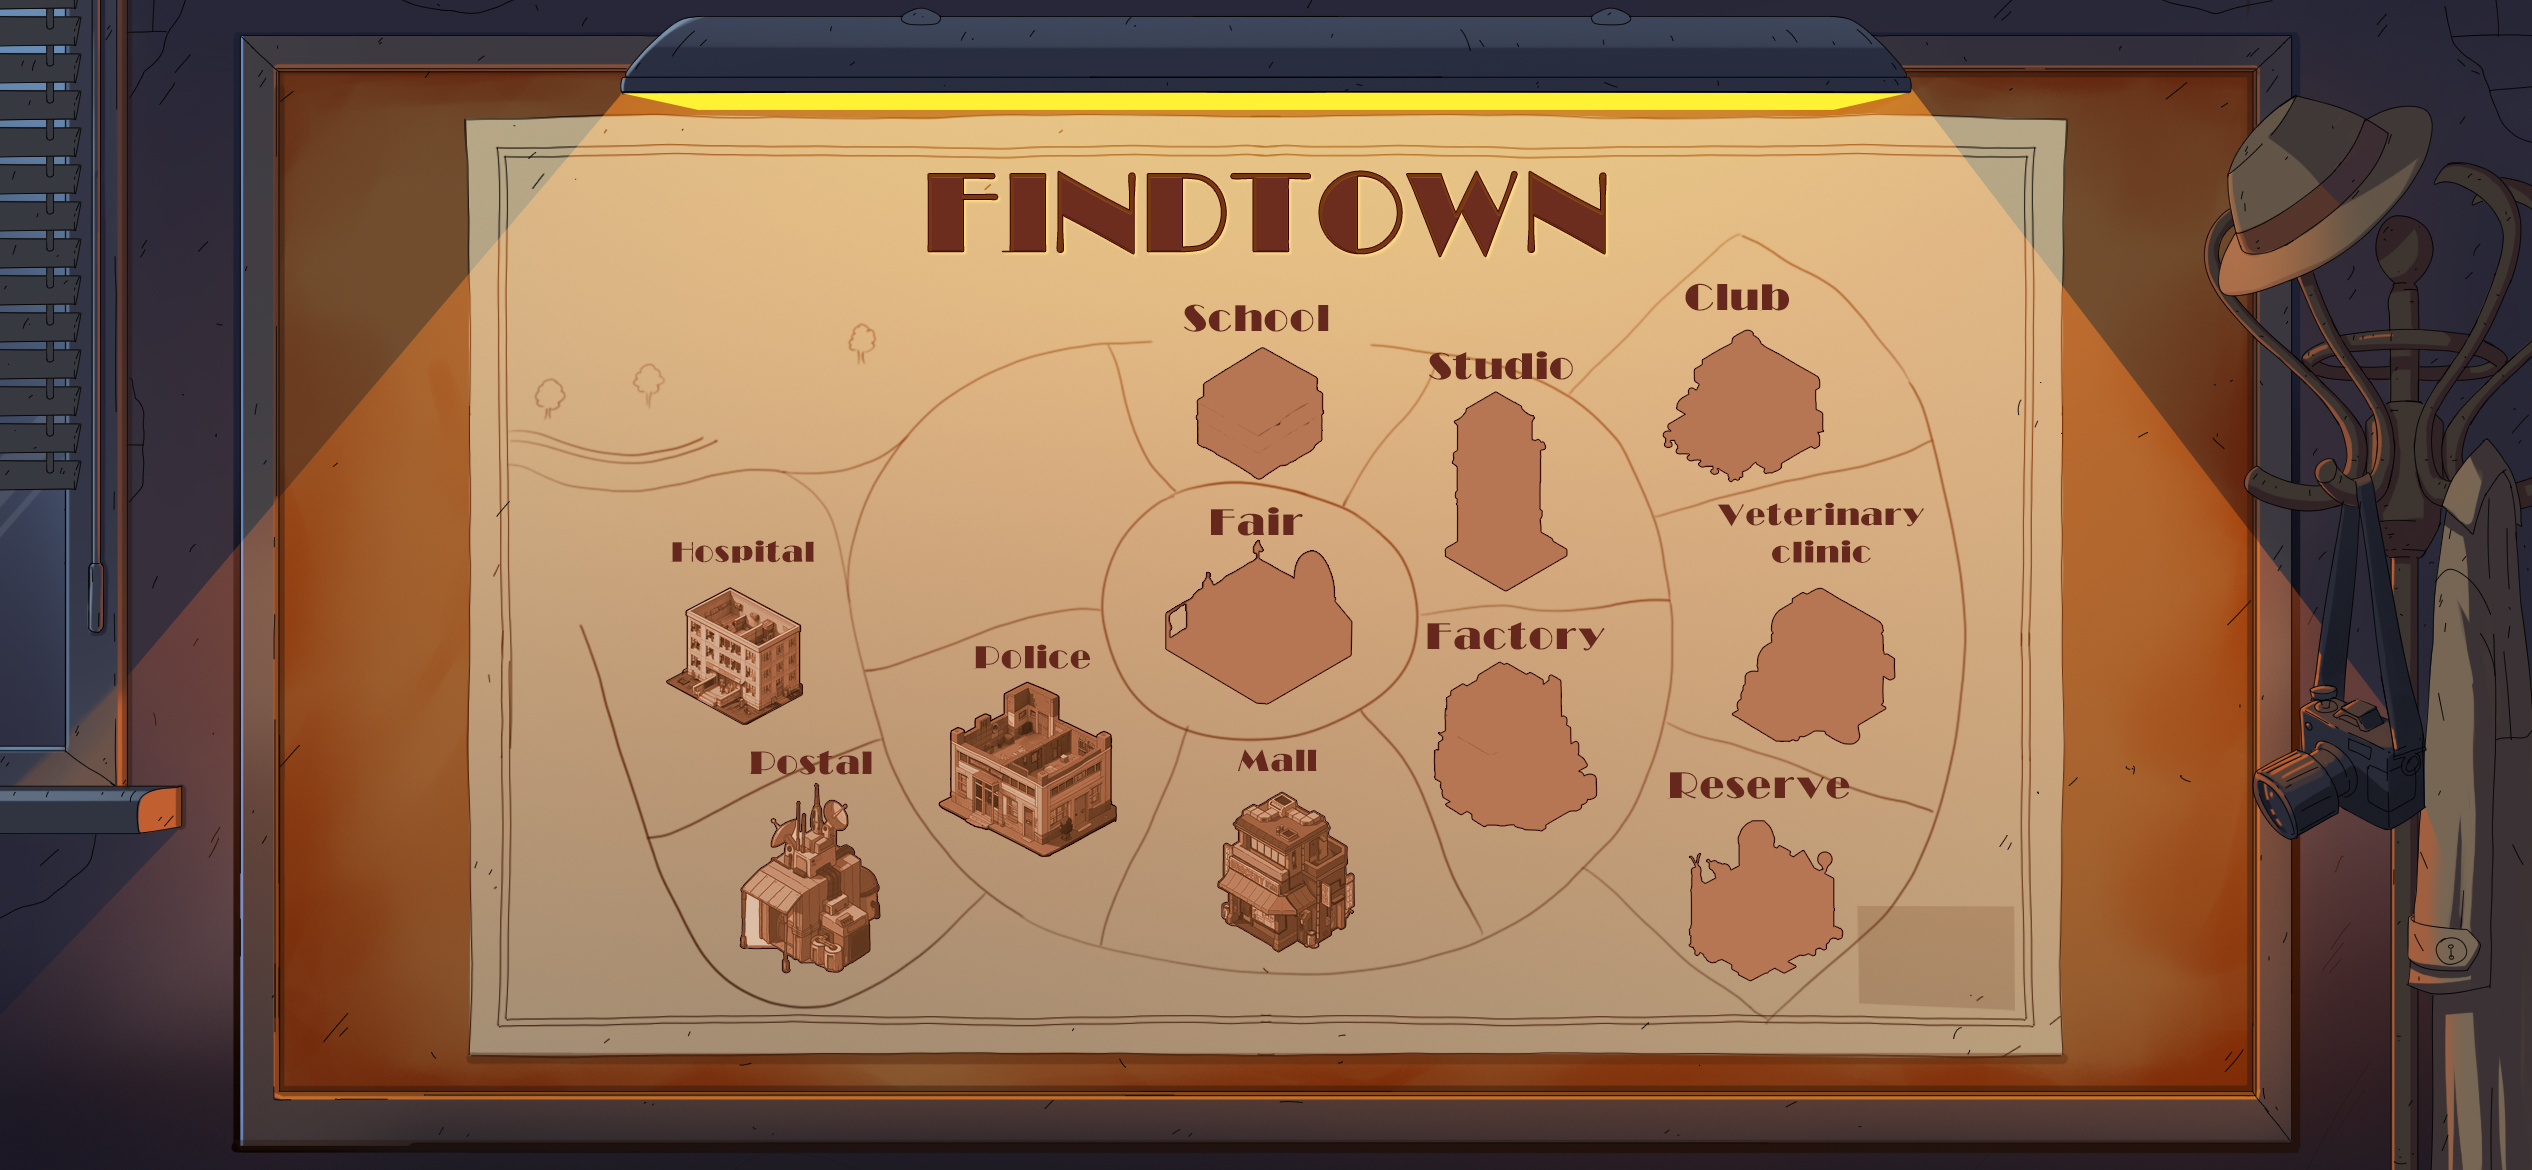 FINDTOWN
School
Club
Studio
Fair
Veterinary
clinic
Hospital
Police
Factory
Postal
Mall
Reserve